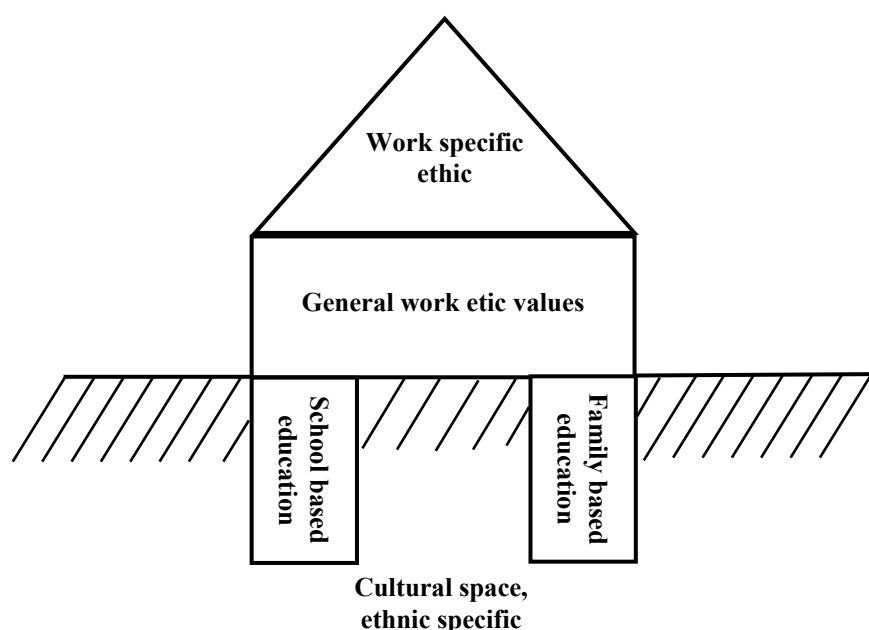 Work specific
ethic
General work etic values
School based
education
Family based
education
Cultural space,
ethnic specific